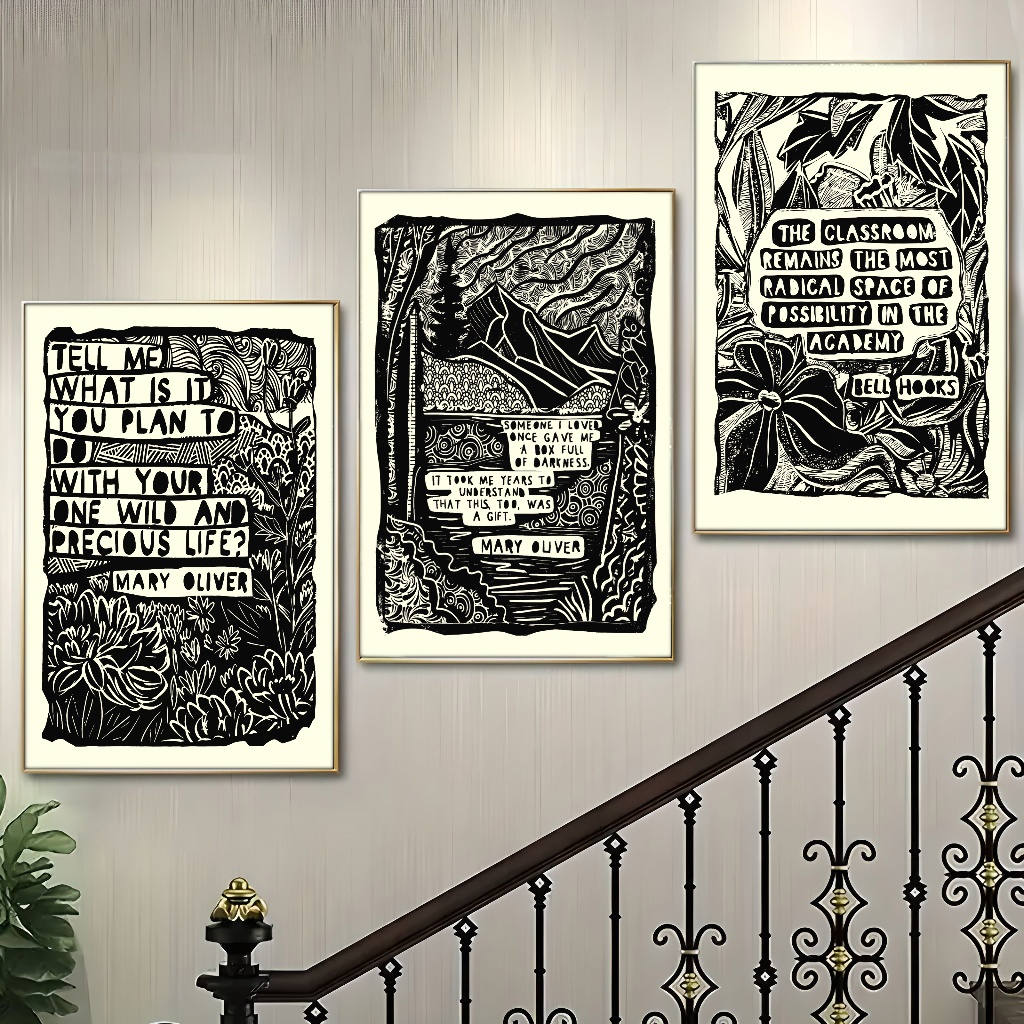 TELL ME
WHAT IS IT
YOU PLAN TO
DO
WITH YOUR
ONE WILD AND
PRECIOUS LIFE?
MARY OLIVER
SOMEONE I LOVED
ONCE GAVE ME
A BOX FULL
OF DARKNESS.
IT TOOK ME YEARS TO
UNDERSTAND
THAT THIS, TOO, WAS
A GIFT.
MARY OLIVER
THE CLASSROOM
REMAINS THE MOST
RADICAL SPACE OF
POSSIBILITY IN THE
ACADEMY
BELL HOOKS